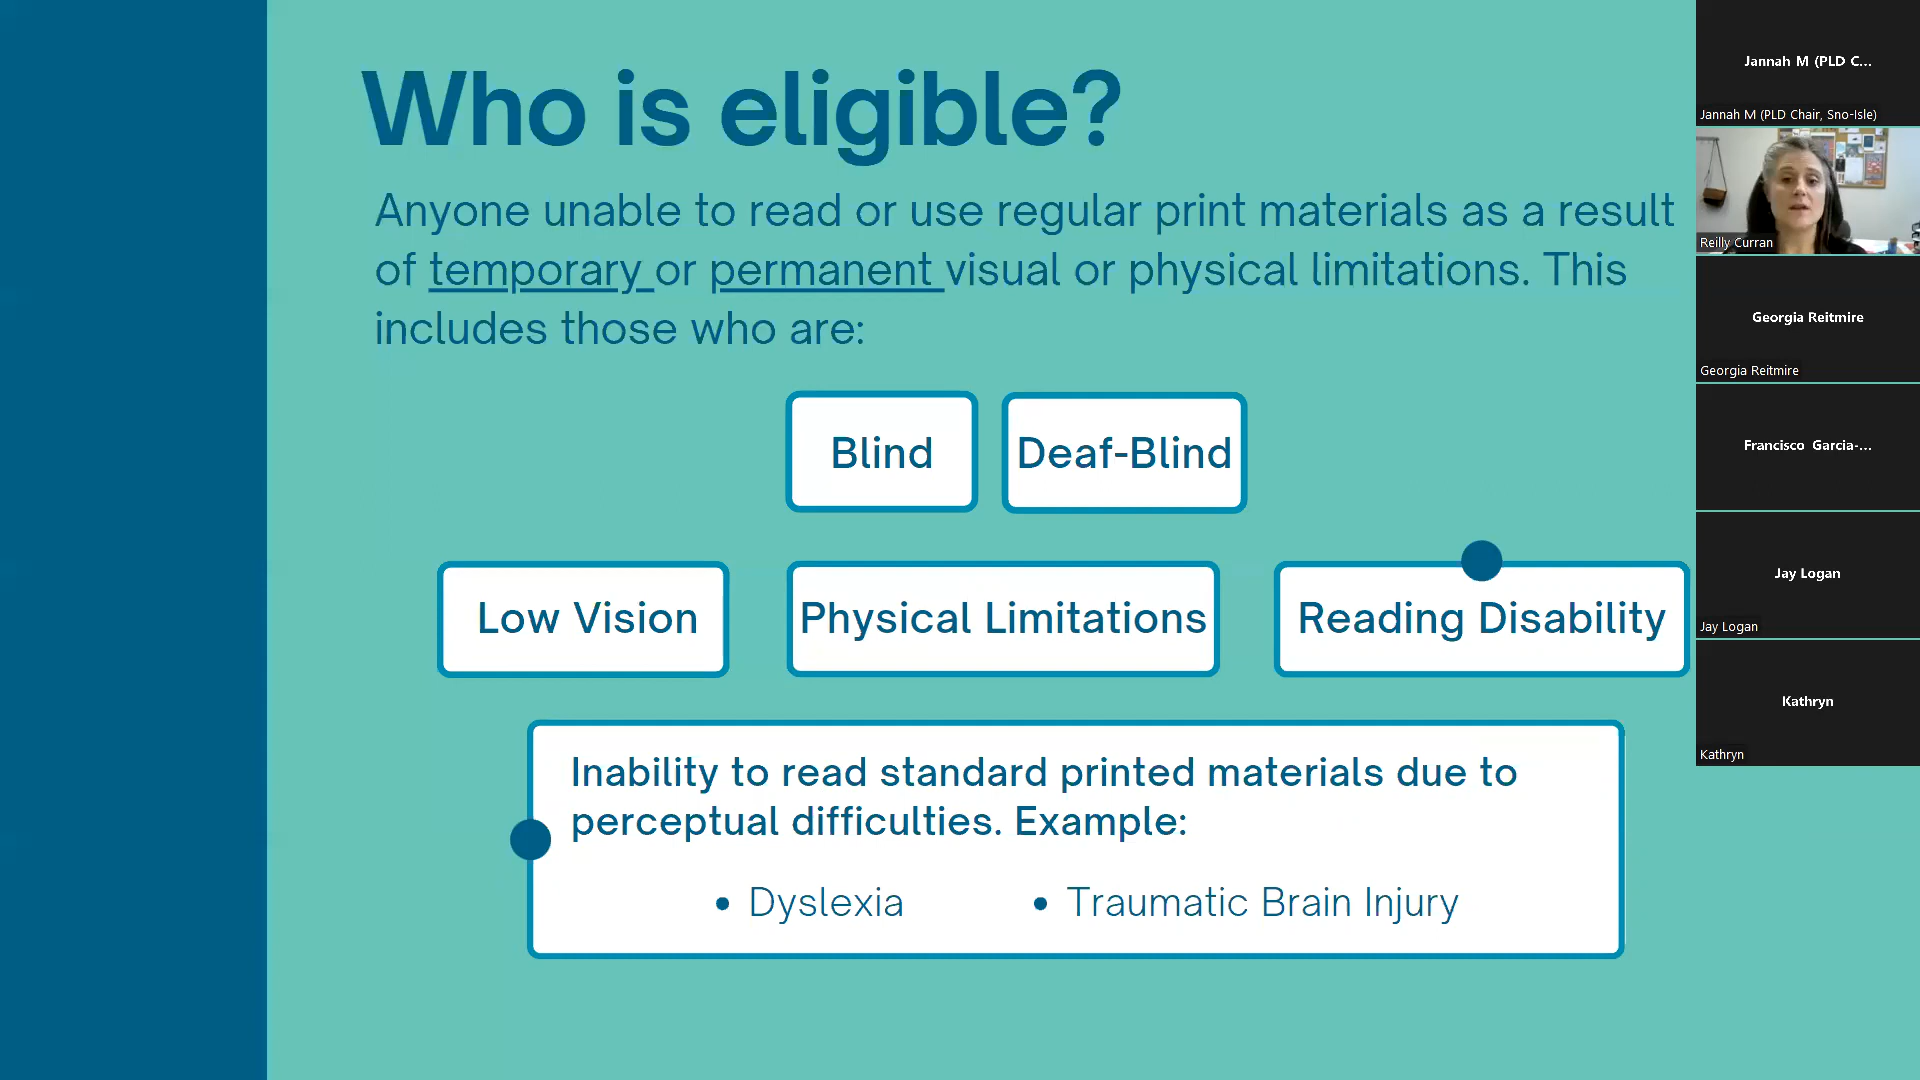 Who is eligible?
Anyone unable to read or use regular print materials as a result
of temporary or permanent visual or physical limitations. This
includes those who are:
Blind
Deaf-Blind
Low Vision
Physical Limitations
Reading Disability
Inability to read standard printed materials due to
perceptual difficulties. Example:
• Dyslexia
• Traumatic Brain Injury
Jannah M (PLD C...
Jannah M (PLD Chair, Sno-Isle)
Reilly Curran
Georgia Reitmire
Georgia Reitmire
Francisco Garcia-...
Jay Logan
Jay Logan
Kathryn
Kathryn